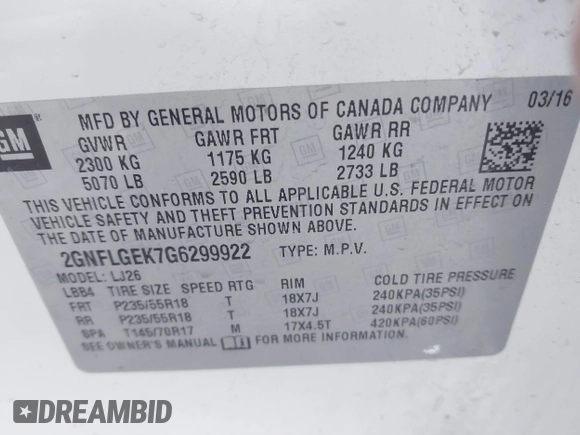 GM
MFD BY GENERAL MOTORS OF CANADA COMPANY 03/16
GVWR GAWR FRT GAWR RR
2300 KG 1175 KG 1240 KG
5070 LB 2590 LB 2733 LB
THIS VEHICLE CONFORMS TO ALL APPLICABLE U.S. FEDERAL MOTOR
VEHICLE SAFETY AND THEFT PREVENTION STANDARDS IN EFFECT ON
THE DATE OF MANUFACTURE SHOWN ABOVE.
2GNFLGEK7G6299922 TYPE: M.P.V.
MODEL: LJ26
LBB4 TIRE SIZE SPEED RTG RIM COLD TIRE PRESSURE
FRT P235/55R18 T 18X7J 240KPA(35PSI)
RR P235/55R18 T 18X7J 240KPA(35PSI)
SPA T145/70R17 M 17X4.5T 420KPA(60PSI)
SEE OWNER'S MANUAL
DREAMBID